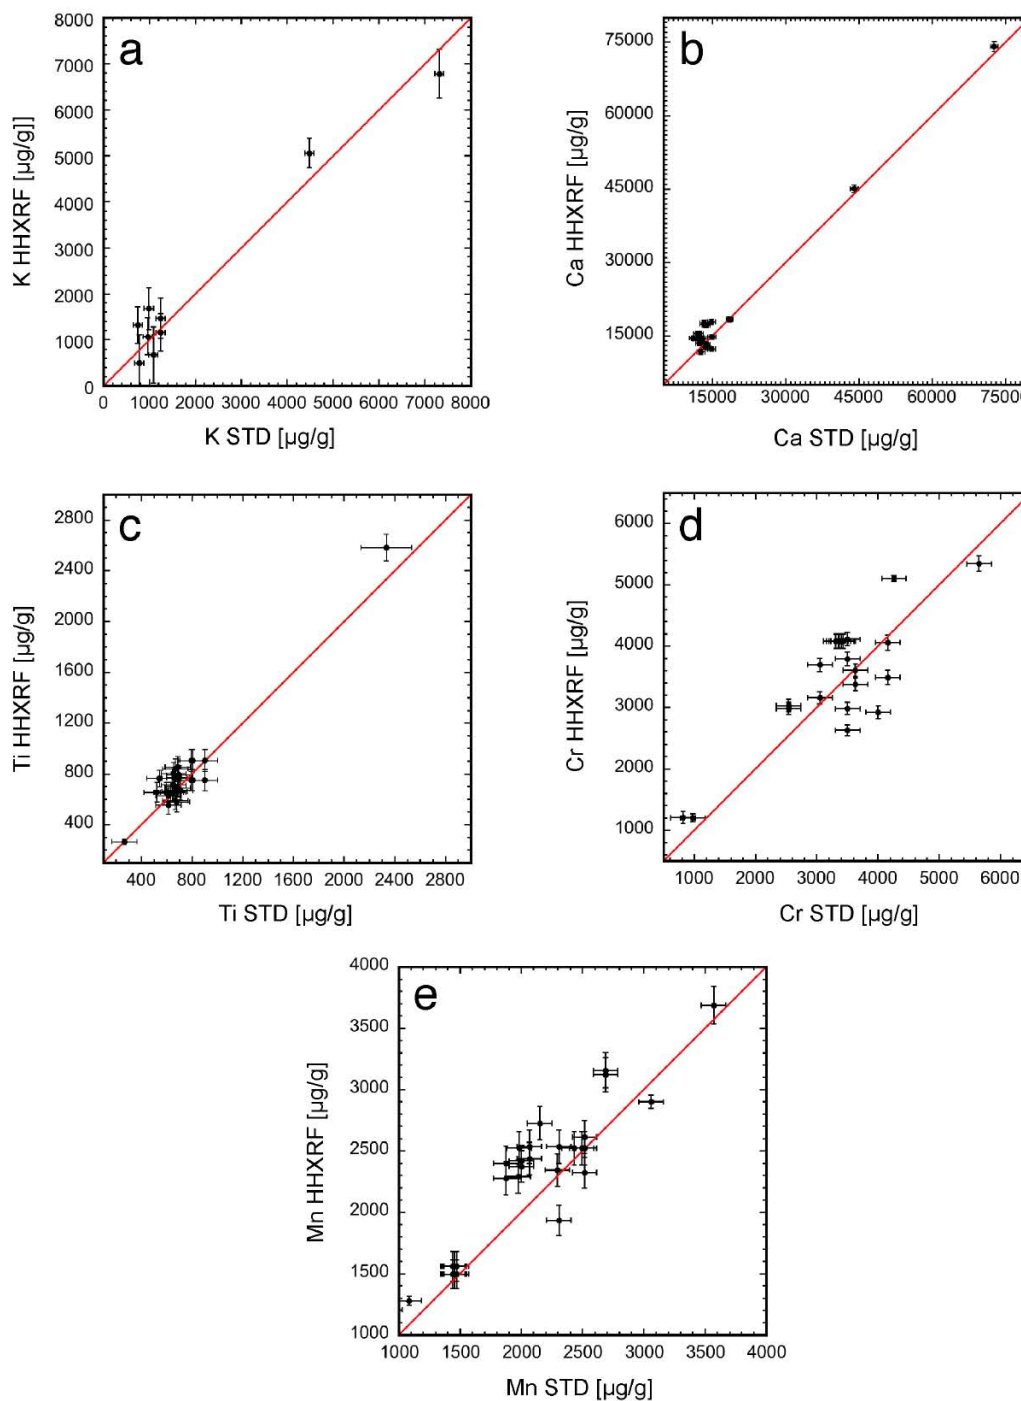 a
8000
7000
6000
5000
4000
3000
2000
1000
0
K HHXRF [µg/g]]
0 1000 2000 3000 4000 5000 6000 7000 8000
K STD [µg/g]
b
75000
60000
45000
30000
15000
Ca HHXRF [µg/g]
15000 30000 45000 60000 75000
Ca STD [µg/g]
c
2800
2400
2000
1600
1200
800
400
Ti HHXRF [µg/g]
400 800 1200 1600 2000 2400 2800
Ti STD [µg/g]
d
6000
5000
4000
3000
2000
1000
Cr HHXRF [µg/g]
1000 2000 3000 4000 5000 6000
Cr STD [µg/g]
e
4000
3500
3000
2500
2000
1500
1000
Mn HHXRF [µg/g]
1000 1500 2000 2500 3000 3500 4000
Mn STD [µg/g]